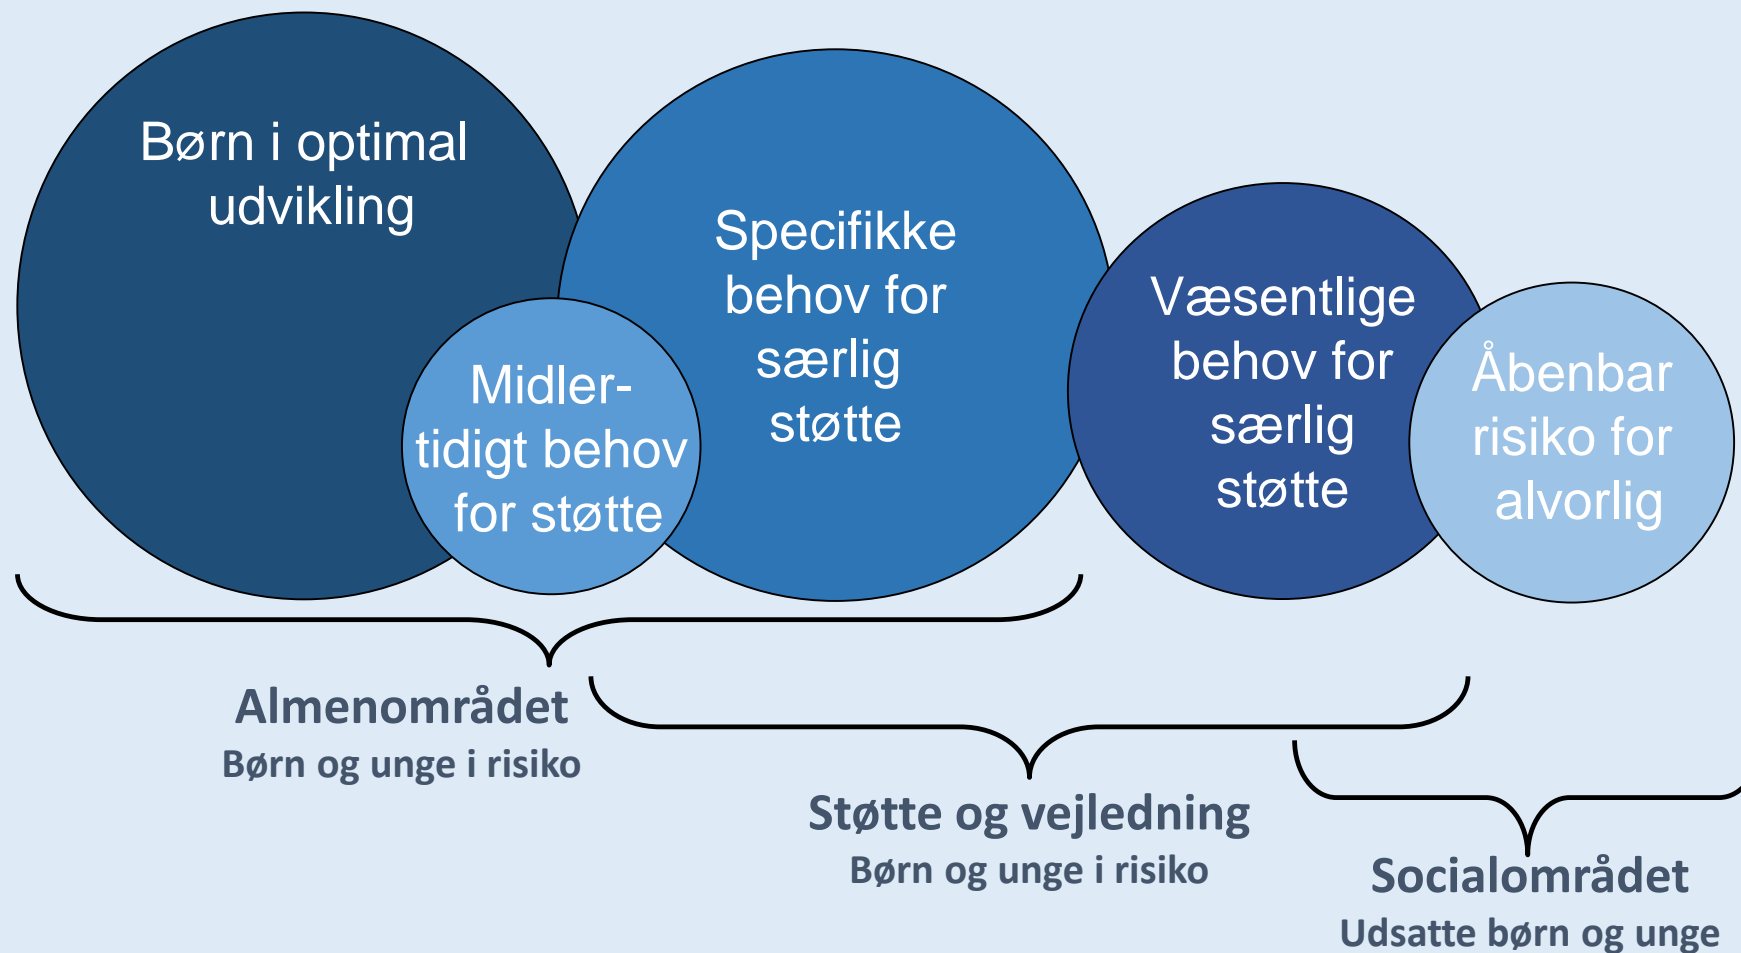 Børn i optimal
udvikling
Midler-
tidigt behov
for støtte
Specifikke
behov for
særlig
støtte
Væsentlige
behov for
særlig
støtte
Åbenbar
risiko for
alvorlig
Almenområdet
Børn og unge i risiko
Støtte og vejledning
Børn og unge i risiko
Socialområdet
Udsatte børn og unge